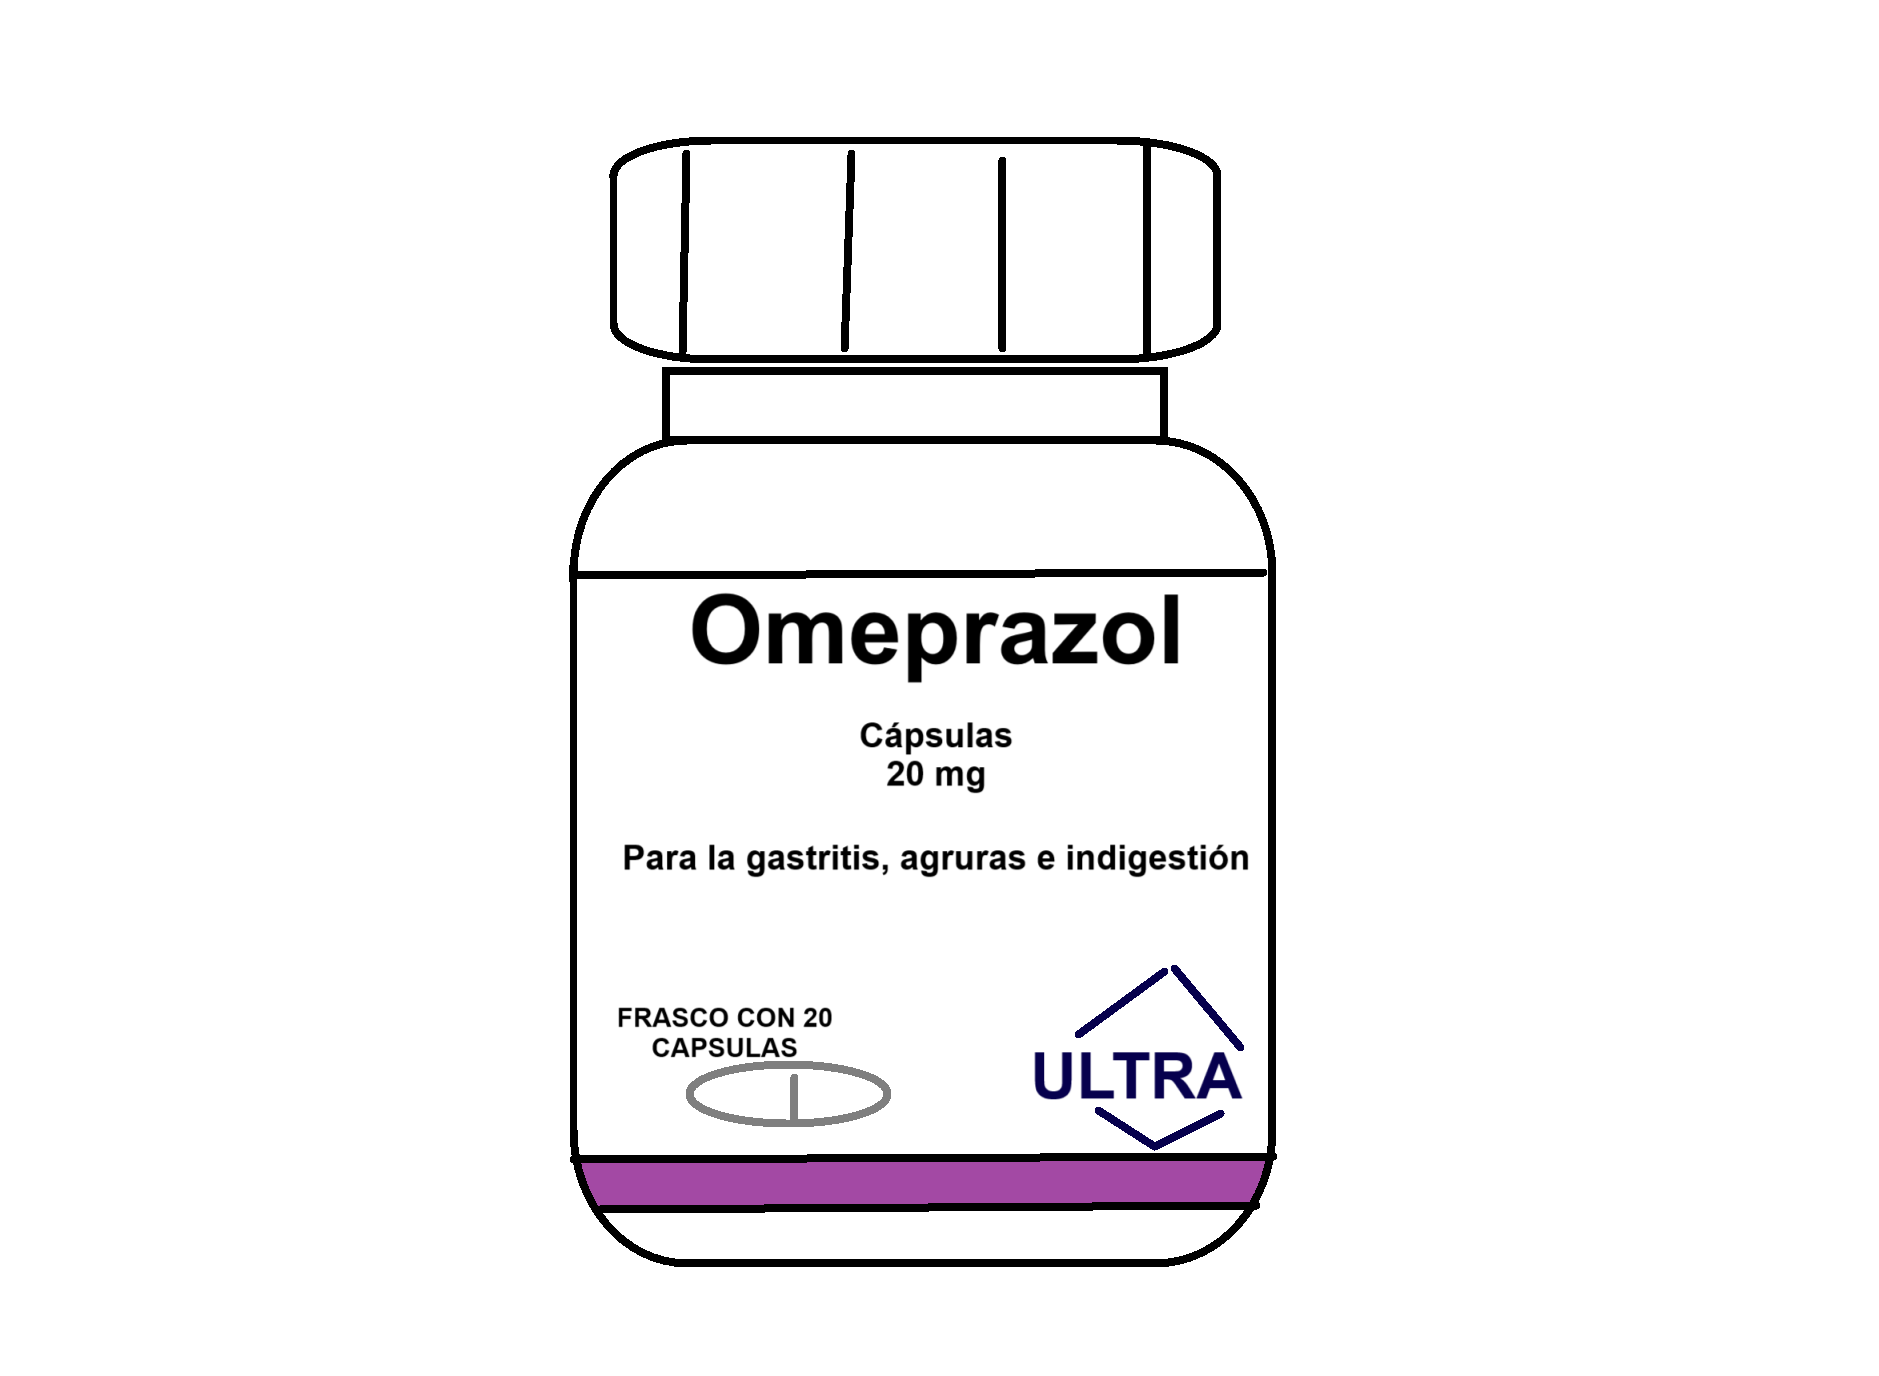 Omeprazol
Cápsulas
20 mg
Para la gastritis, agruras e indigestión
FRASCO CON 20
CAPSULAS
ULTRA